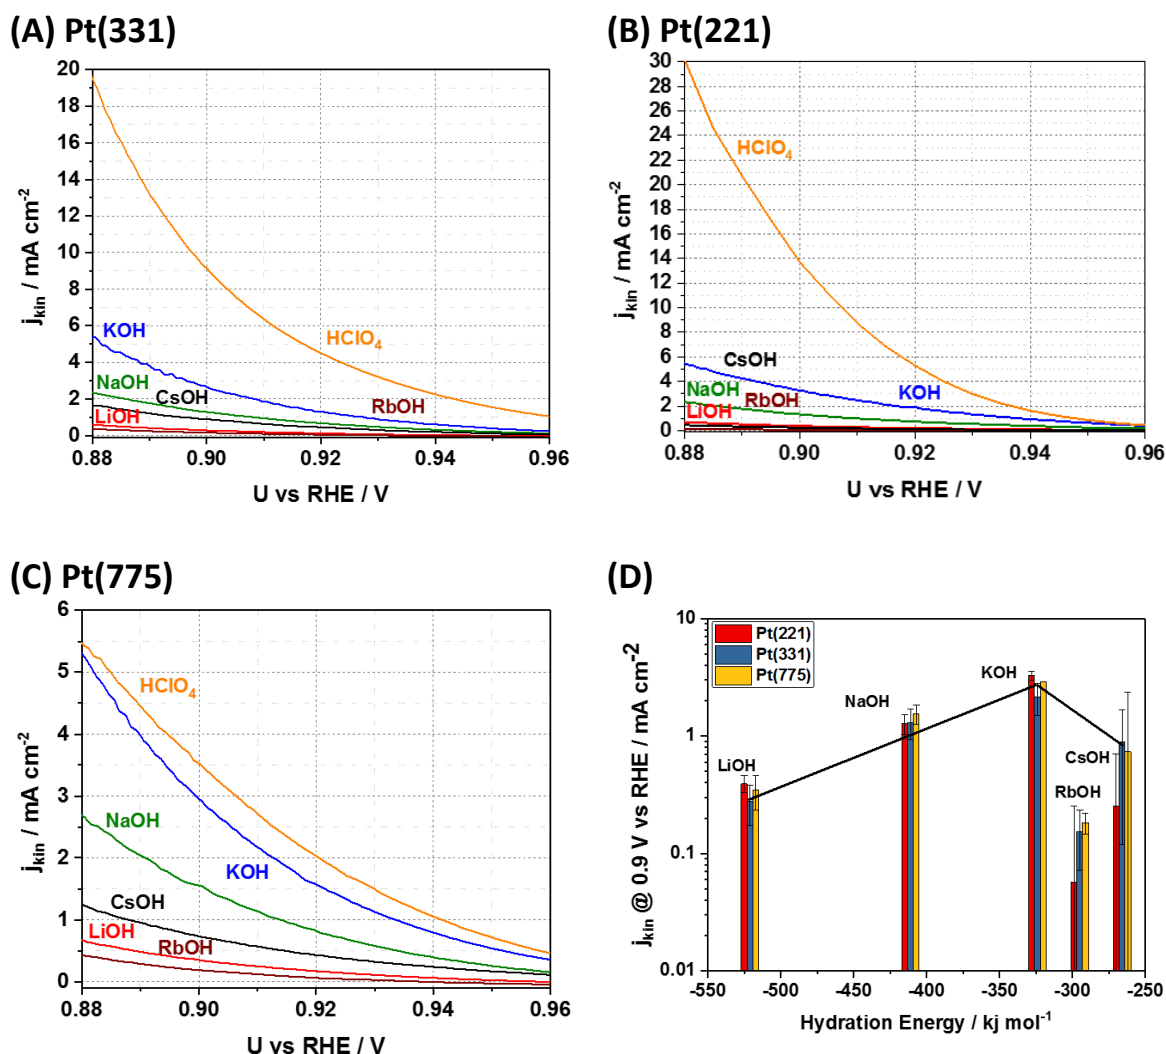 (A) Pt(331)
20
18
16
14
12
10
8
6
4
2
0
j_kin / mA cm⁻²
HClO₄
KOH
NaOH
CsOH
RbOH
LiOH
0.88 0.90 0.92 0.94 0.96
U vs RHE / V
(B) Pt(221)
30
28
26
24
22
20
18
16
14
12
10
8
6
4
2
0
j_kin / mA cm⁻²
HClO₄
CsOH
NaOH
RbOH
KOH
LiOH
0.88 0.90 0.92 0.94 0.96
U vs RHE / V
(C) Pt(775)
6
5
4
3
2
1
0
j_kin / mA cm⁻²
HClO₄
NaOH
KOH
CsOH
LiOH
RbOH
0.88 0.90 0.92 0.94 0.96
U vs RHE / V
(D)
10
1
0.1
0.01
j_kin @ 0.9 V vs RHE / mA cm⁻²
Pt(221)
Pt(331)
Pt(775)
KOH
NaOH
CsOH
LiOH
RbOH
-550 -500 -450 -400 -350 -300 -250
Hydration Energy / kj mol⁻¹